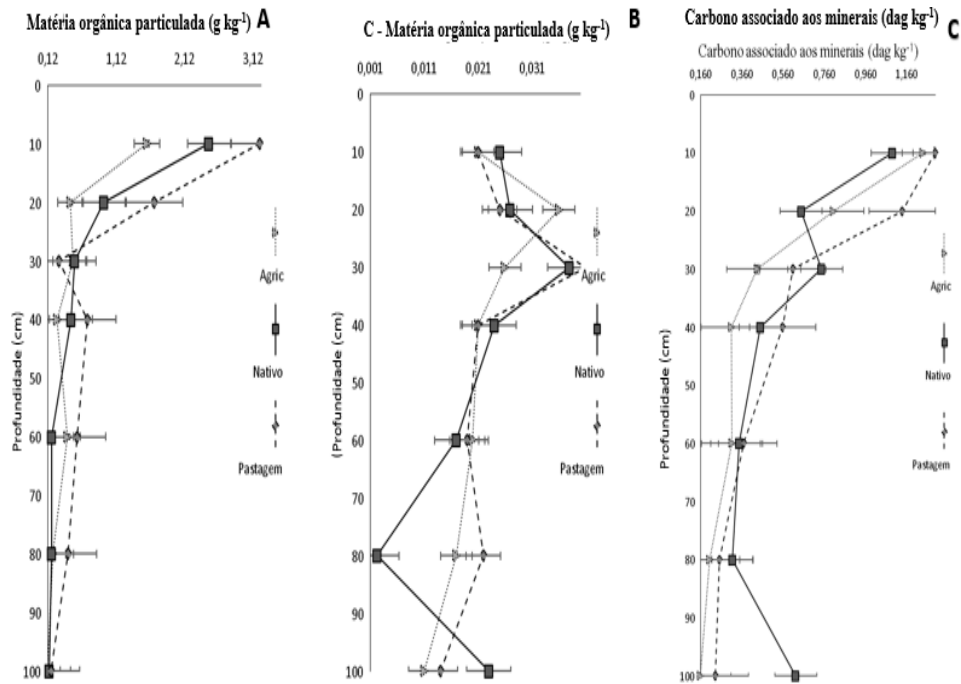 Matéria orgânica particulada (g kg⁻¹) A
0,12 1,12 2,12 3,12
0
10
20
30
40
50
60
70
80
90
100
Profundidade (cm)
Agric
Nativo
Pastagem
B
C - Matéria orgânica particulada (g kg⁻¹)
0,001 0,011 0,021 0,031
0
10
20
30
40
50
60
70
80
90
100
(Profundidade (cm)
Agric
Nativo
Pastagem
Carbono associado aos minerais (dag kg⁻¹)
C
Carbono associado aos minerais (dag kg⁻¹)
0,160 0,360 0,560 0,760 0,960 1,160
0
10
20
30
40
50
60
70
80
90
100
Profundidade (cm)
Agric
Nativo
Pastagem